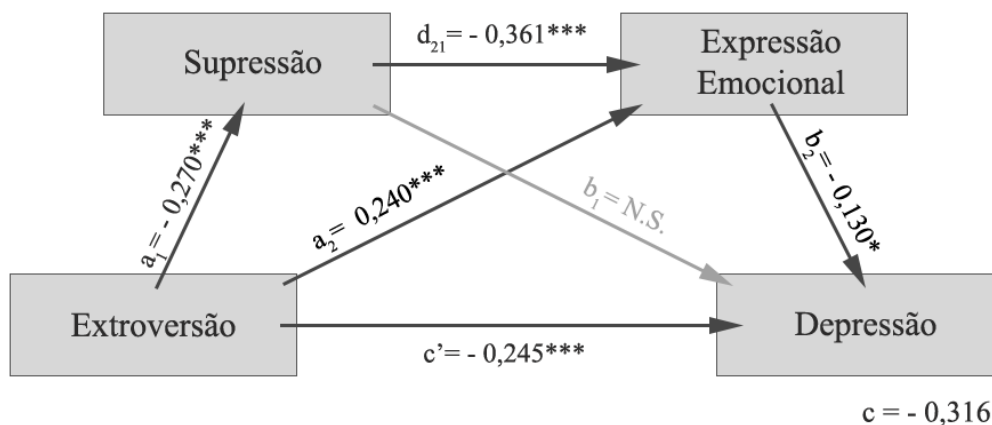 d₂₁= - 0,361***
Supressão
Expressão
Emocional
a₁= - 0,270***
a₂= 0,240***
b₁= N.S.
b₂= - 0,130*
Extroversão
Depressão
c’= - 0,245***
c = - 0,316